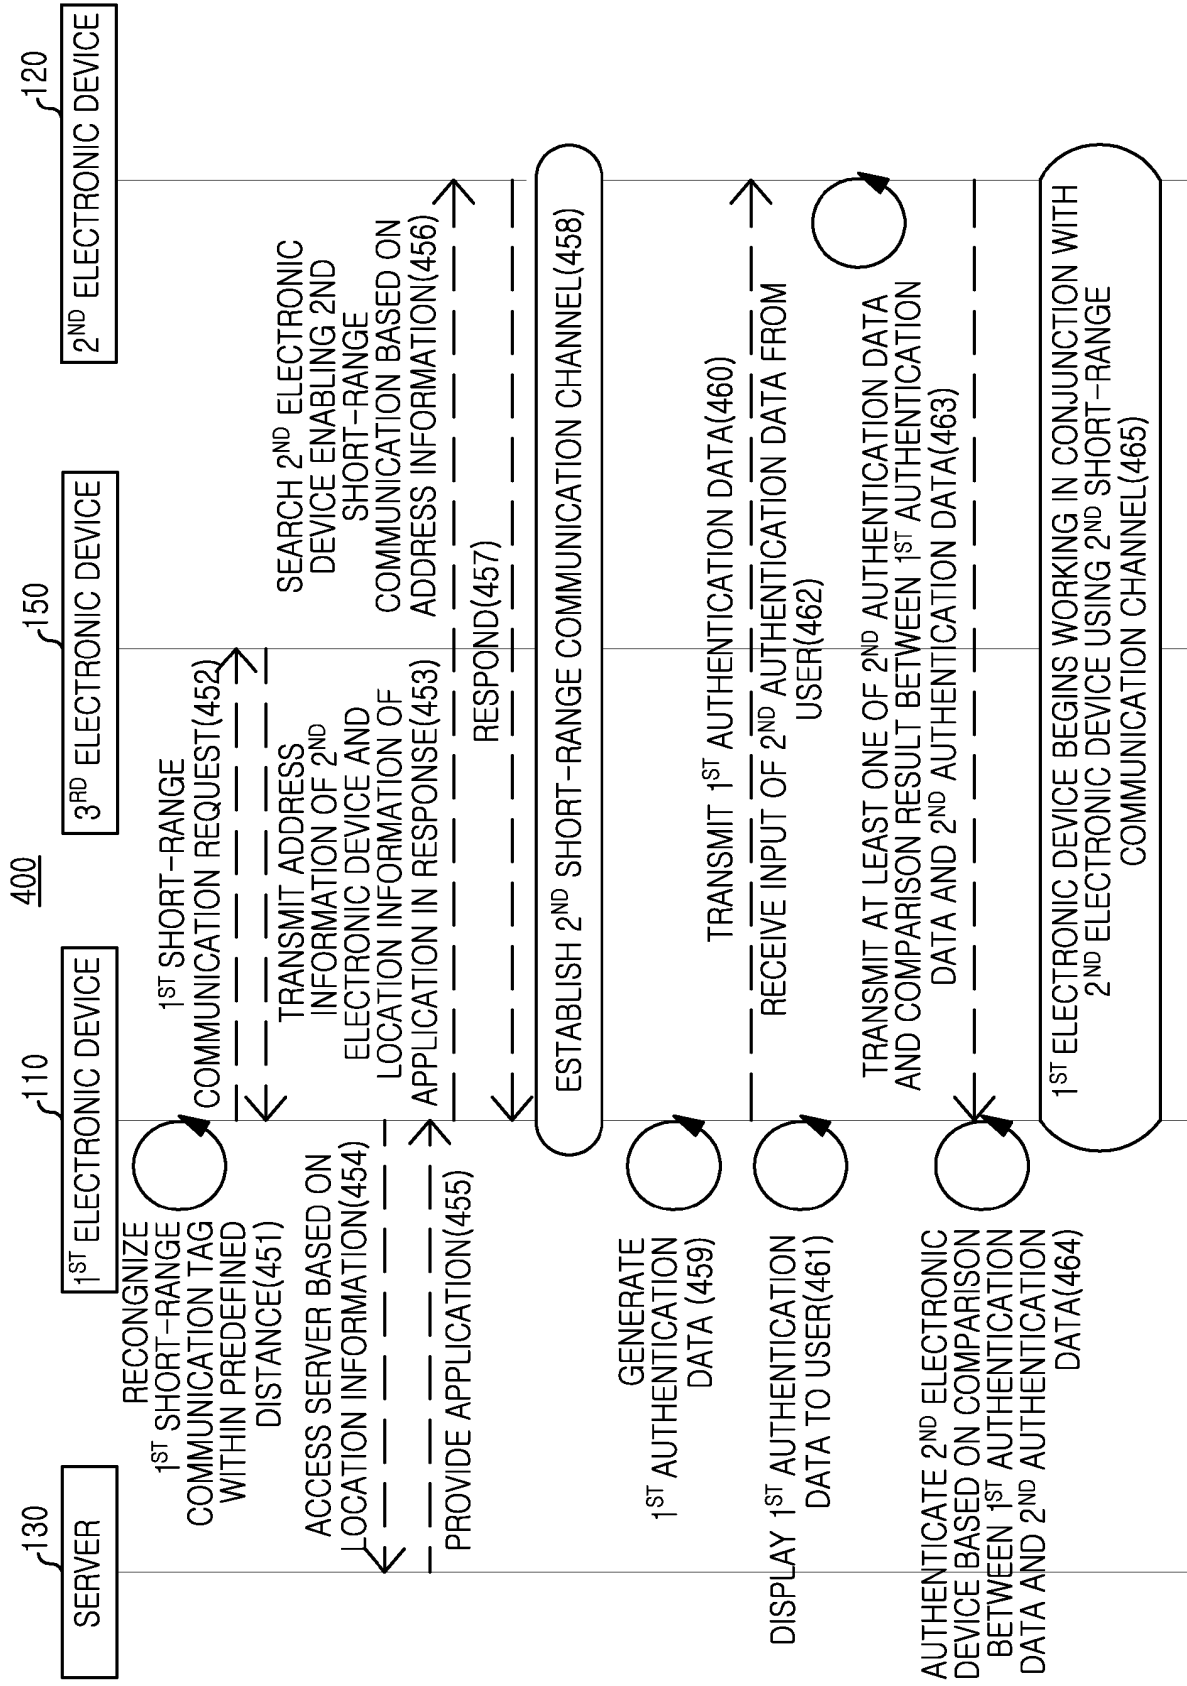 400
130
SERVER
110
1ST ELECTRONIC DEVICE
150
3RD ELECTRONIC DEVICE
120
2ND ELECTRONIC DEVICE
RECONGNIZE
1ST SHORT-RANGE
COMMUNICATION TAG
WITHIN PREDEFINED
DISTANCE(451)
1ST SHORT-RANGE
COMMUNICATION REQUEST(452)
TRANSMIT ADDRESS
INFORMATION OF 2ND
ELECTRONIC DEVICE AND
LOCATION INFORMATION OF
APPLICATION IN RESPONSE(453)
ACCESS SERVER BASED ON
LOCATION INFORMATION(454)
PROVIDE APPLICATION(455)
SEARCH 2ND ELECTRONIC
DEVICE ENABLING 2ND
SHORT-RANGE
COMMUNICATION BASED ON
ADDRESS INFORMATION(456)
RESPOND(457)
ESTABLISH 2ND SHORT-RANGE COMMUNICATION CHANNEL(458)
GENERATE
1ST AUTHENTICATION
DATA (459)
TRANSMIT 1ST AUTHENTICATION DATA(460)
DISPLAY 1ST AUTHENTICATION
DATA TO USER(461)
RECEIVE INPUT OF 2ND AUTHENTICATION DATA FROM
USER(462)
TRANSMIT AT LEAST ONE OF 2ND AUTHENTICATION DATA
AND COMPARISON RESULT BETWEEN 1ST AUTHENTICATION
DATA AND 2ND AUTHENTICATION DATA(463)
AUTHENTICATE 2ND ELECTRONIC
DEVICE BASED ON COMPARISON
BETWEEN 1ST AUTHENTICATION
DATA AND 2ND AUTHENTICATION
DATA(464)
1ST ELECTRONIC DEVICE BEGINS WORKING IN CONJUNCTION WITH
2ND ELECTRONIC DEVICE USING 2ND SHORT-RANGE
COMMUNICATION CHANNEL(465)